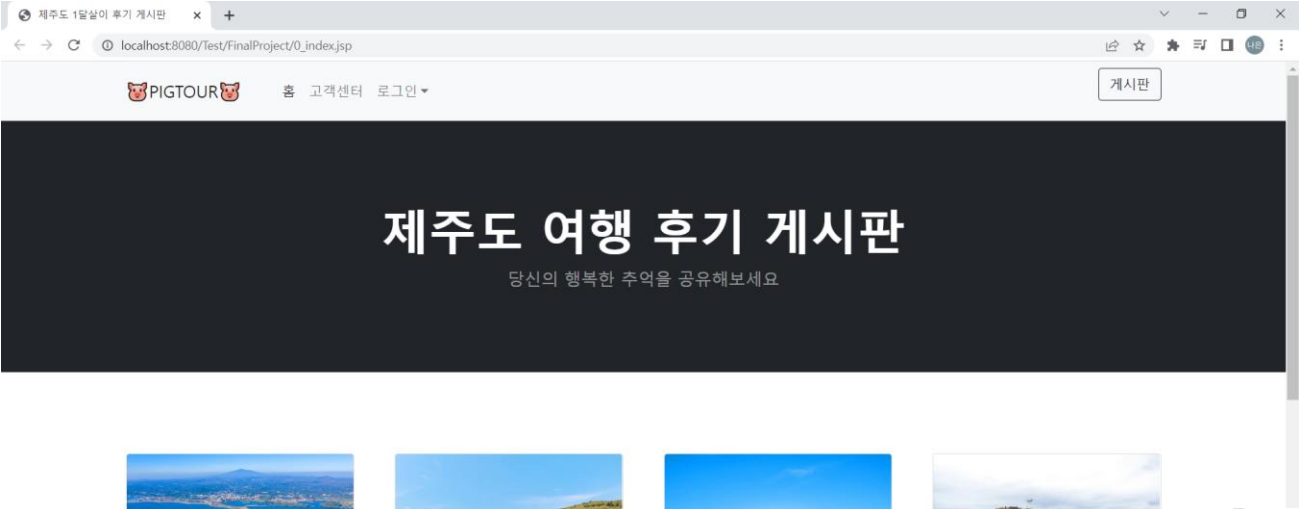 제주도 1달살이 후기 게시판
localhost:8080/Test/FinalProject/0_index.jsp
나은
PIGTOUR 홈 고객센터 로그인 게시판
제주도 여행 후기 게시판
당신의 행복한 추억을 공유해보세요